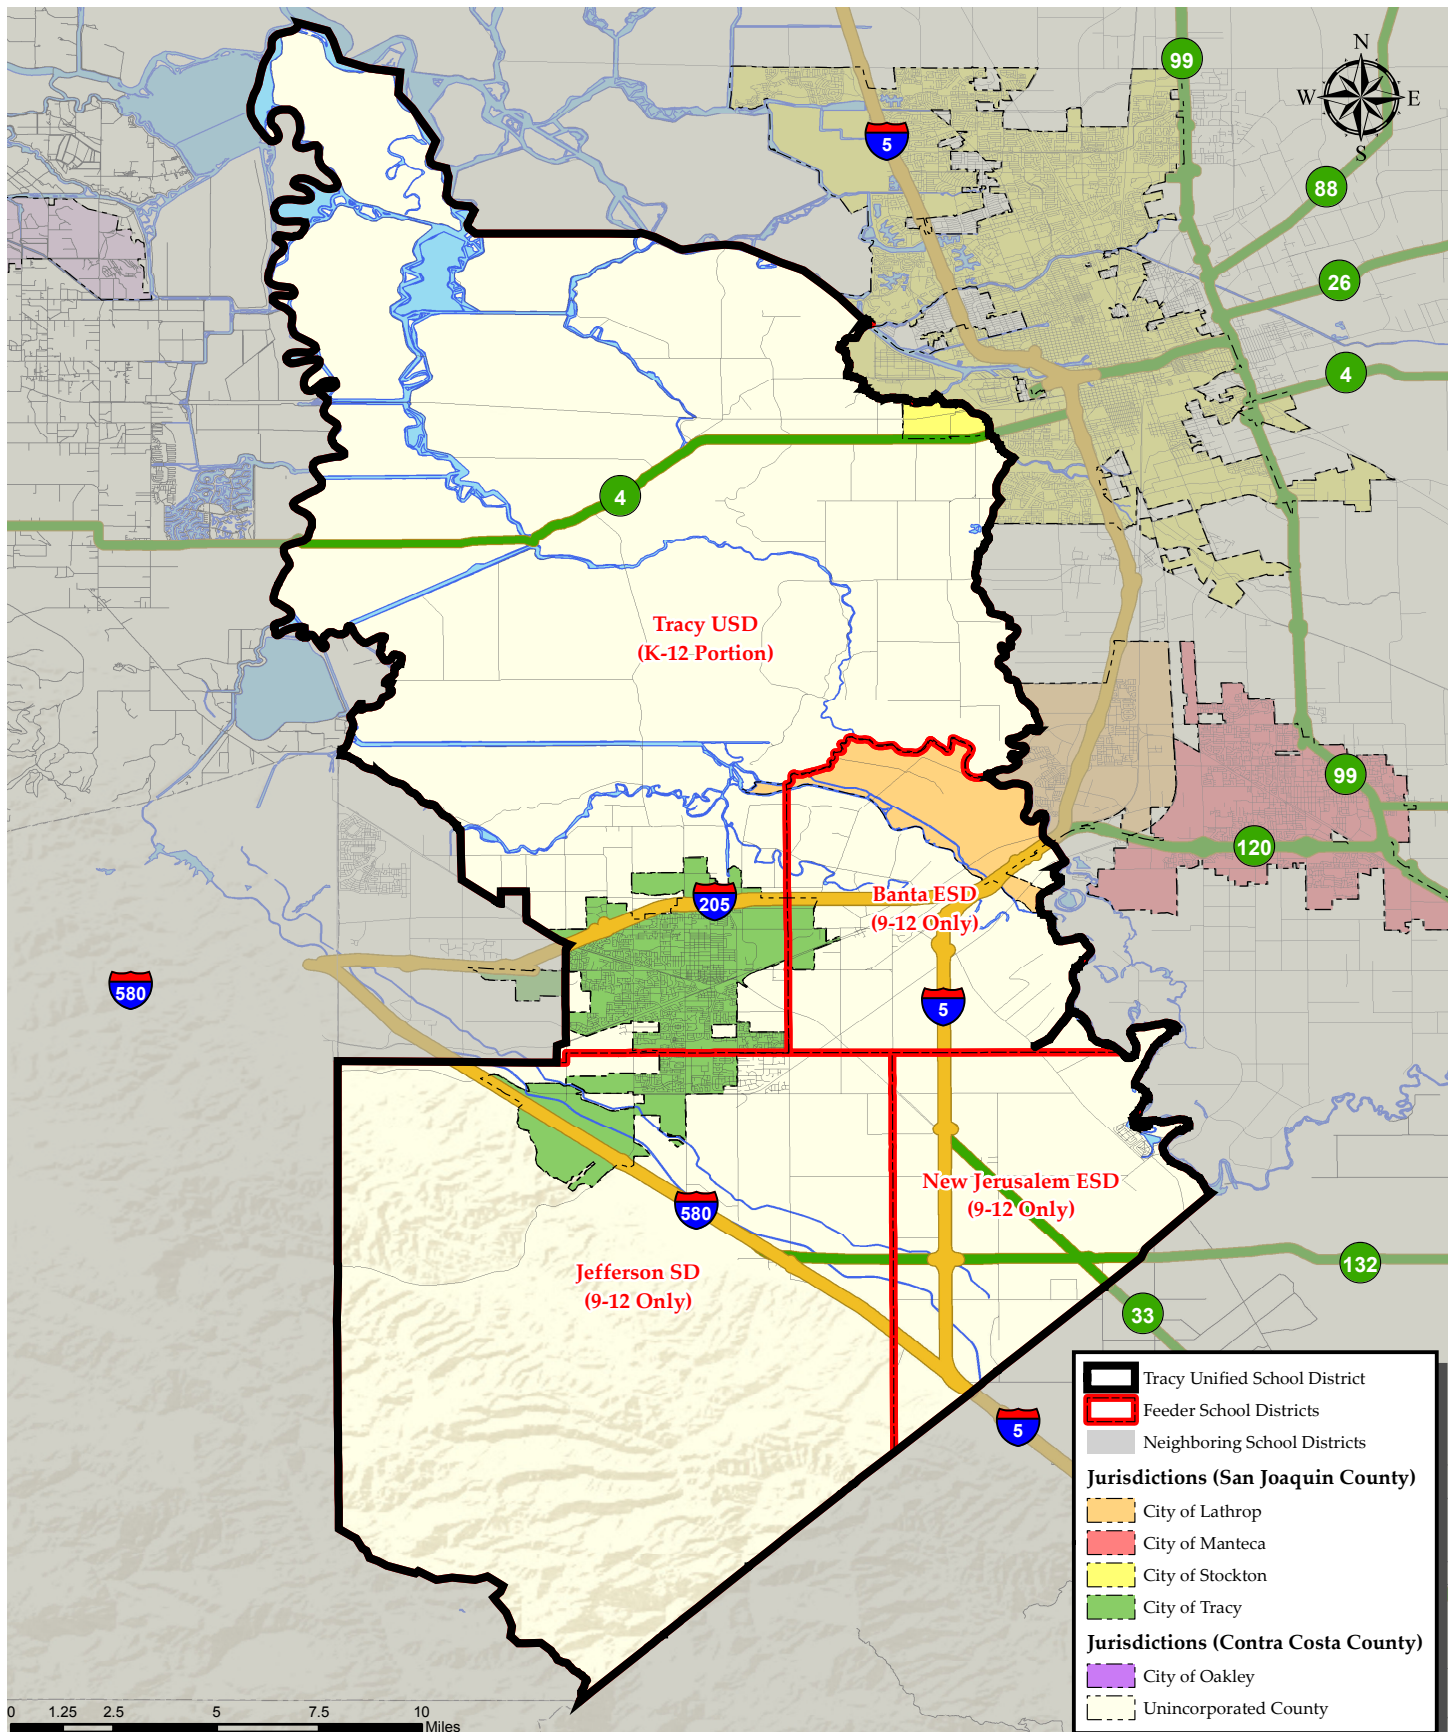 99
N
W
E
S
5
88
26
4
4
Tracy USD
(K-12 Portion)
99
120
205
Banta ESD
(9-12 Only)
580
5
New Jerusalem ESD
(9-12 Only)
580
132
Jefferson SD
(9-12 Only)
33
5
Tracy Unified School District
Feeder School Districts
Neighboring School Districts
Jurisdictions (San Joaquin County)
City of Lathrop
City of Manteca
City of Stockton
City of Tracy
Jurisdictions (Contra Costa County)
City of Oakley
Unincorporated County
0 1.25 2.5 5 7.5 10
Miles